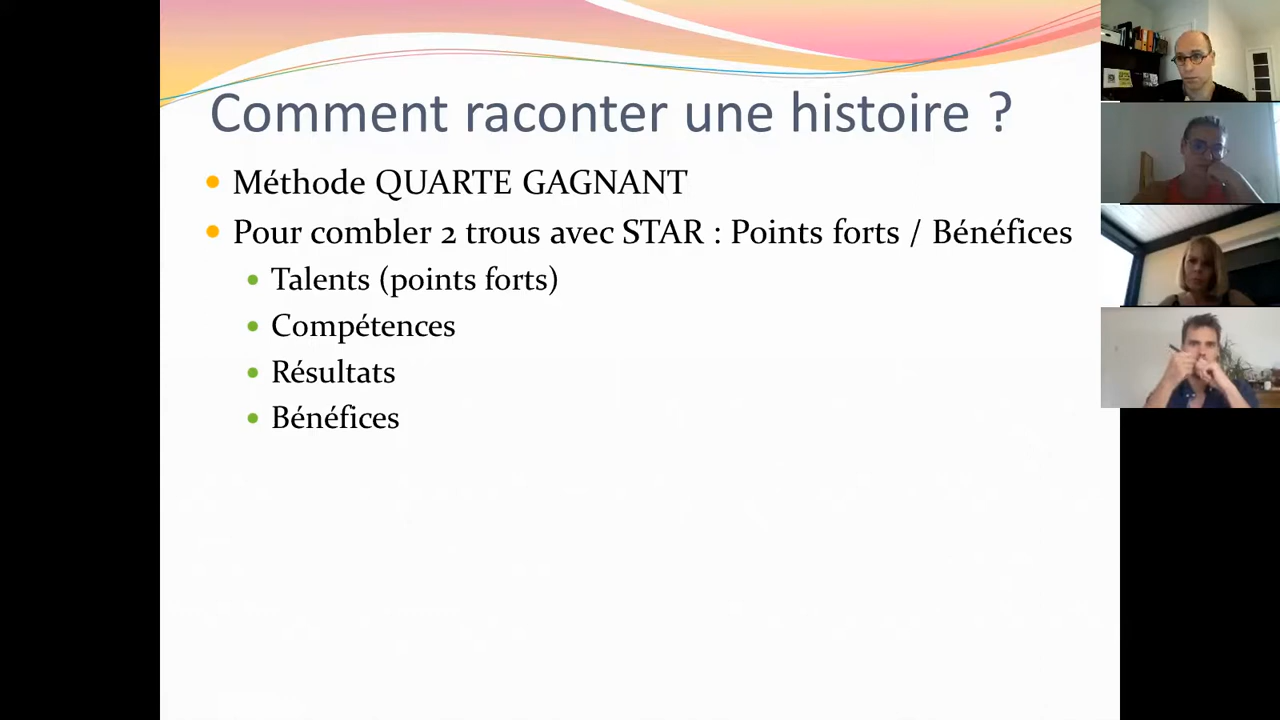 Comment raconter une histoire ?
Méthode QUARTE GAGNANT
Pour combler 2 trous avec STAR : Points forts / Bénéfices
Talents (points forts)
Compétences
Résultats
Bénéfices